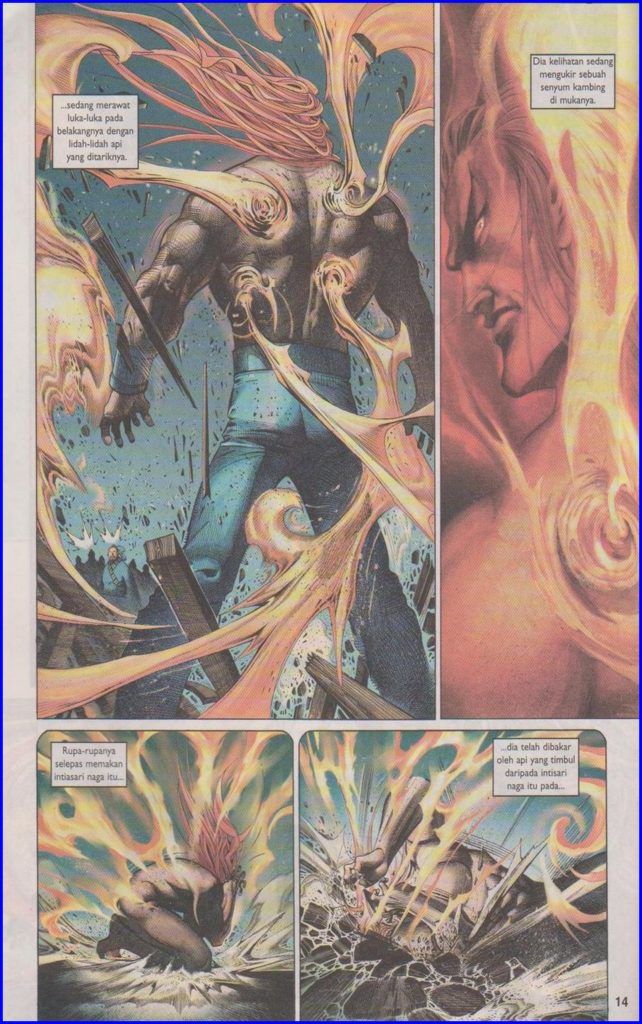 ...sedang merawat
luka-luka pada
belakangnya dengan
lidah-lidah api
yang ditariknya.
Dia kelihatan sedang
mengukir sebuah
senyum kambing
di mukanya.
Rupa-rupanya
selepas memakan
intiasari naga itu...
...dia telah dibakar
oleh api yang timbul
daripada intisari
naga itu pada...
14